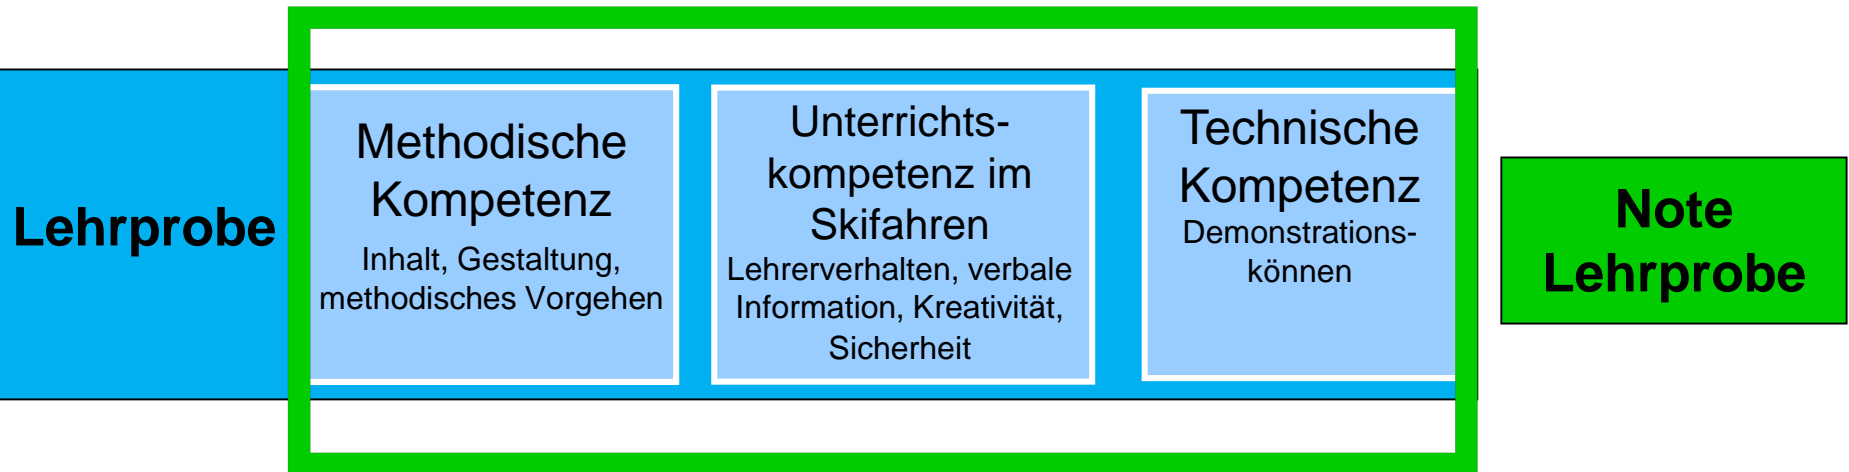 Lehrprobe
Methodische
Kompetenz
Inhalt, Gestaltung,
methodisches Vorgehen
Unterrichts-
kompetenz im
Skifahren
Lehrerverhalten, verbale
Information, Kreativität,
Sicherheit
Technische
Kompetenz
Demonstrations-
können
Note
Lehrprobe